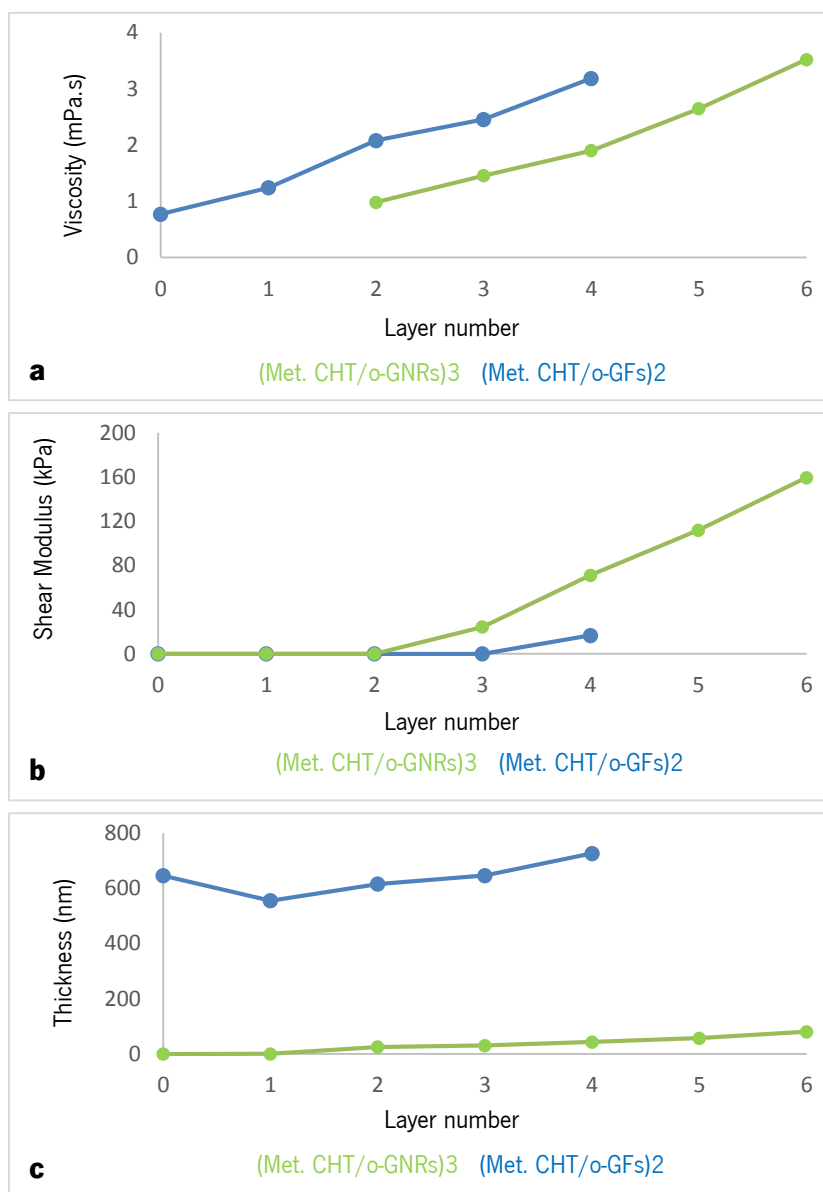 Viscosity (mPa.s)
4
3
2
1
0
0 1 2 3 4 5 6
Layer number
a
(Met. CHT/o-GNRs)3 (Met. CHT/o-GFs)2
Shear Modulus (kPa)
200
160
120
80
40
0
0 1 2 3 4 5 6
Layer number
b
(Met. CHT/o-GNRs)3 (Met. CHT/o-GFs)2
Thickness (nm)
800
600
400
200
0
0 1 2 3 4 5 6
Layer number
c
(Met. CHT/o-GNRs)3 (Met. CHT/o-GFs)2